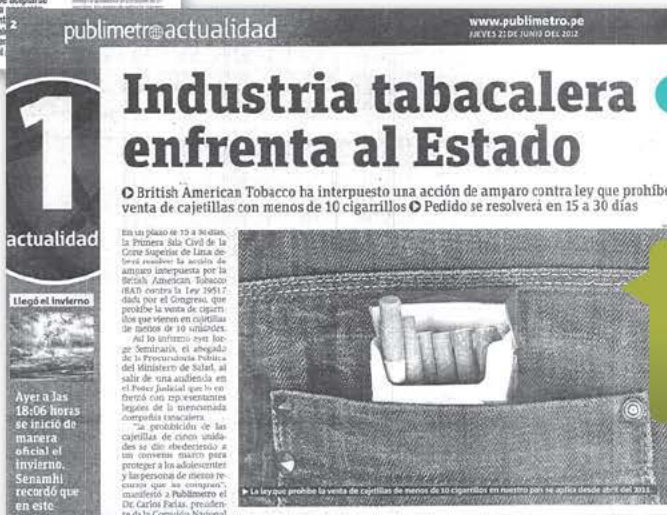 2
publimetro actualidad
www.publimetro.pe
JUEVES 21 DE JUNIO DEL 2012
1
actualidad
Industria tabacalera
enfrenta al Estado
British American Tobacco ha interpuesto una acción de amparo contra ley que prohíbe
venta de cajetillas con menos de 10 cigarrillos Pedido se resolverá en 15 a 30 días
En un plazo de 15 a 30 días,
la Primera Sala Civil de la
Corte Superior de Lima de-
berá resolver la acción de
amparo interpuesta por la
British American Tobacco
(BAT) contra la Ley 29517
dada por el Congreso, que
prohíbe la venta de cigarri-
llos que vienen en cajetillas
de menos de 10 unidades.
Así lo informó ayer Jor-
ge Seminario, el abogado
de la Procuraduría Pública
del Ministerio de Salud, al
salir de una audiencia en
el Poder Judicial que lo en-
frentó con representantes
legales de la mencionada
compañía tabacalera.
"La prohibición de las
cajetillas de cinco unida-
des se dio obedeciendo a
un convenio marco para
proteger a los adolescentes
y las personas de menos re-
cursos que las compran",
manifestó a Publimetro el
Dr. Carlos Farías, presiden-
te de la Comisión Nacional
Llegó el invierno
Ayer a las
18:06 horas
se inició de
manera
oficial el
invierno.
Senamhi
recordó que
en este
La ley que prohíbe la venta de cajetillas de menos de 10 cigarrillos en nuestro país se aplica desde abril del 2011.